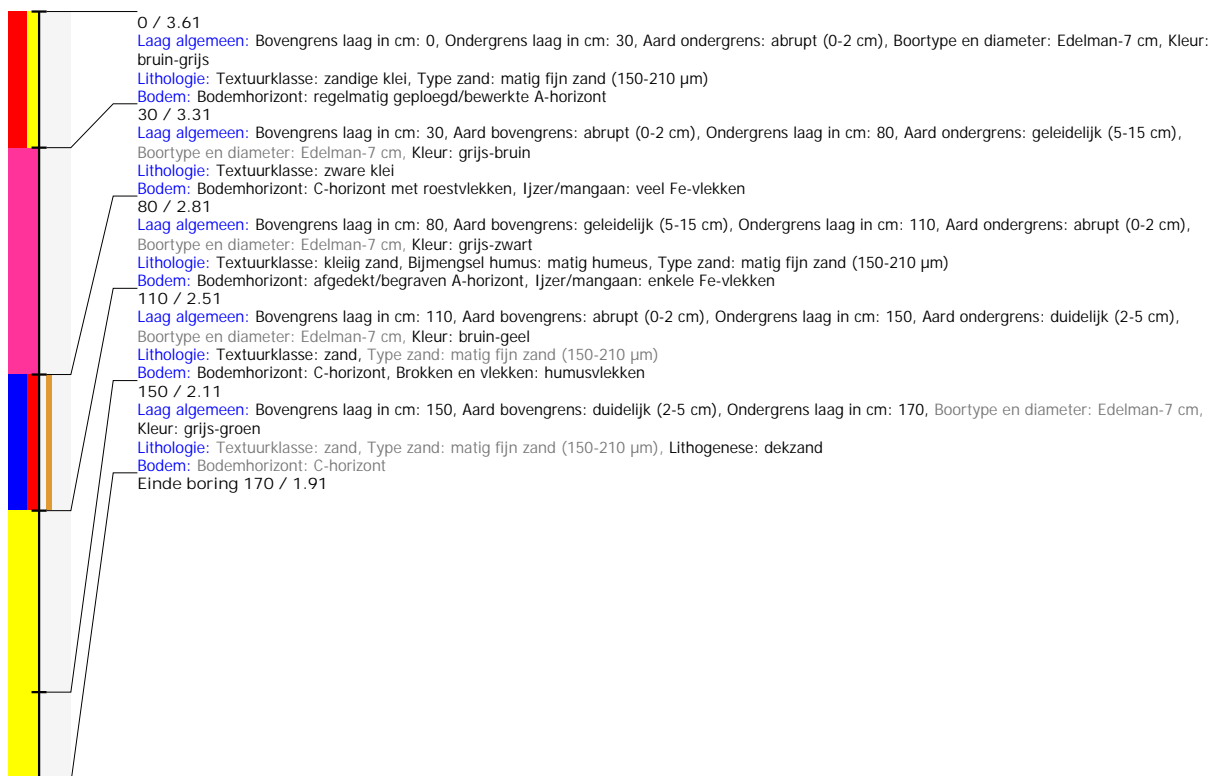 0 / 3.61
Laag algemeen: Bovengrens laag in cm: 0, Ondergrens laag in cm: 30, Aard ondergrens: abrupt (0-2 cm), Boortype en diameter: Edelman-7 cm, Kleur:
bruin-grijs
Lithologie: Textuurklasse: zandige klei, Type zand: matig fijn zand (150-210 µm)
Bodem: Bodemhorizont: regelmatig geploegd/bewerkte A-horizont
30 / 3.31
Laag algemeen: Bovengrens laag in cm: 30, Aard bovengrens: abrupt (0-2 cm), Ondergrens laag in cm: 80, Aard ondergrens: geleidelijk (5-15 cm),
Boortype en diameter: Edelman-7 cm, Kleur: grijs-bruin
Lithologie: Textuurklasse: zware klei
Bodem: Bodemhorizont: C-horizont met roestvlekken, Ijzer/mangaan: veel Fe-vlekken
80 / 2.81
Laag algemeen: Bovengrens laag in cm: 80, Aard bovengrens: geleidelijk (5-15 cm), Ondergrens laag in cm: 110, Aard ondergrens: abrupt (0-2 cm),
Boortype en diameter: Edelman-7 cm, Kleur: grijs-zwart
Lithologie: Textuurklasse: kleiig zand, Bijmengsel humus: matig humeus, Type zand: matig fijn zand (150-210 µm)
Bodem: Bodemhorizont: afgedekt/begraven A-horizont, Ijzer/mangaan: enkele Fe-vlekken
110 / 2.51
Laag algemeen: Bovengrens laag in cm: 110, Aard bovengrens: abrupt (0-2 cm), Ondergrens laag in cm: 150, Aard ondergrens: duidelijk (2-5 cm),
Boortype en diameter: Edelman-7 cm, Kleur: bruin-geel
Lithologie: Textuurklasse: zand, Type zand: matig fijn zand (150-210 µm)
Bodem: Bodemhorizont: C-horizont, Brokken en vlekken: humusvlekken
150 / 2.11
Laag algemeen: Bovengrens laag in cm: 150, Aard bovengrens: duidelijk (2-5 cm), Ondergrens laag in cm: 170, Boortype en diameter: Edelman-7 cm,
Kleur: grijs-groen
Lithologie: Textuurklasse: zand, Type zand: matig fijn zand (150-210 µm), Lithogenese: dekzand
Bodem: Bodemhorizont: C-horizont
Einde boring 170 / 1.91